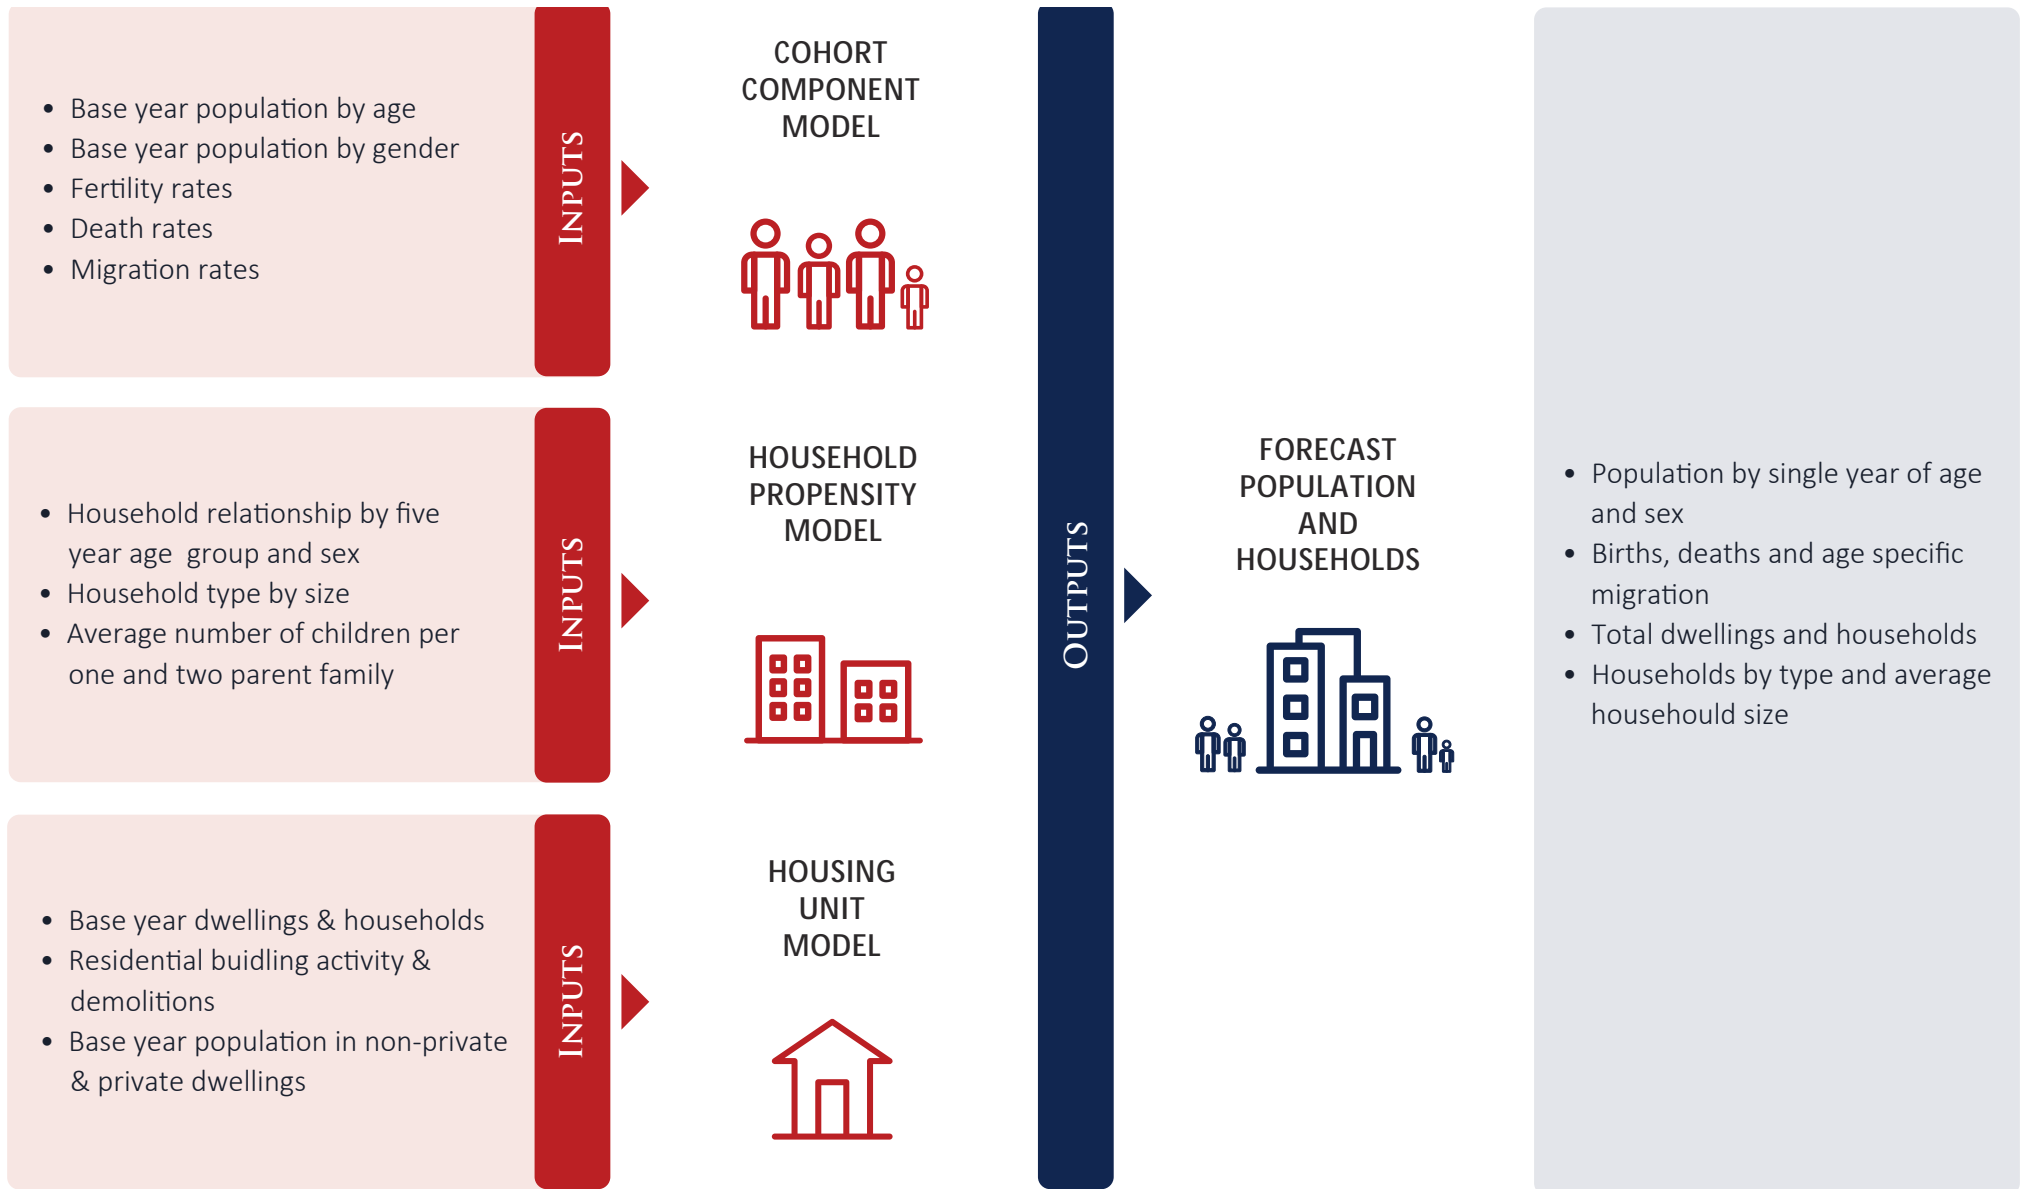 • Base year population by age
• Base year population by gender
• Fertility rates
• Death rates
• Migration rates
INPUTS
COHORT
COMPONENT
MODEL
• Household relationship by five
year age group and sex
• Household type by size
• Average number of children per
one and two parent family
INPUTS
HOUSEHOLD
PROPENSITY
MODEL
• Base year dwellings & households
• Residential buidling activity &
demolitions
• Base year population in non-private
& private dwellings
INPUTS
HOUSING
UNIT
MODEL
OUTPUTS
FORECAST
POPULATION
AND
HOUSEHOLDS
• Population by single year of age
and sex
• Births, deaths and age specific
migration
• Total dwellings and households
• Households by type and average
househould size